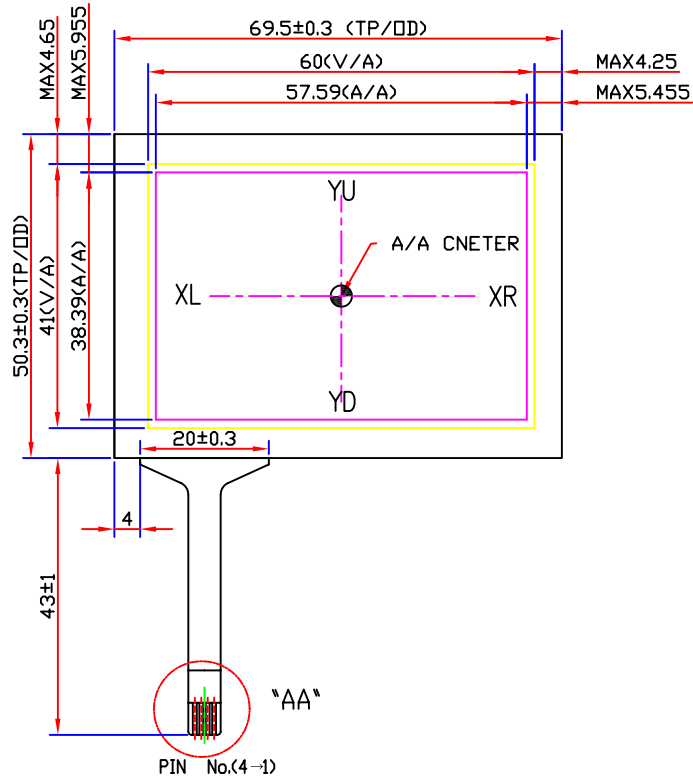 69.5±0.3 (TP/OD)
60(V/A)
MAX4.25
57.59(A/A)
MAX5.455
MAX4.65
MAX5.955
50.3±0.3(TP/OD)
41(V/A)
38.39(A/A)
YU
A/A CNETER
XL
XR
YD
20±0.3
4
43±1
"AA"
PIN No.(4→1)